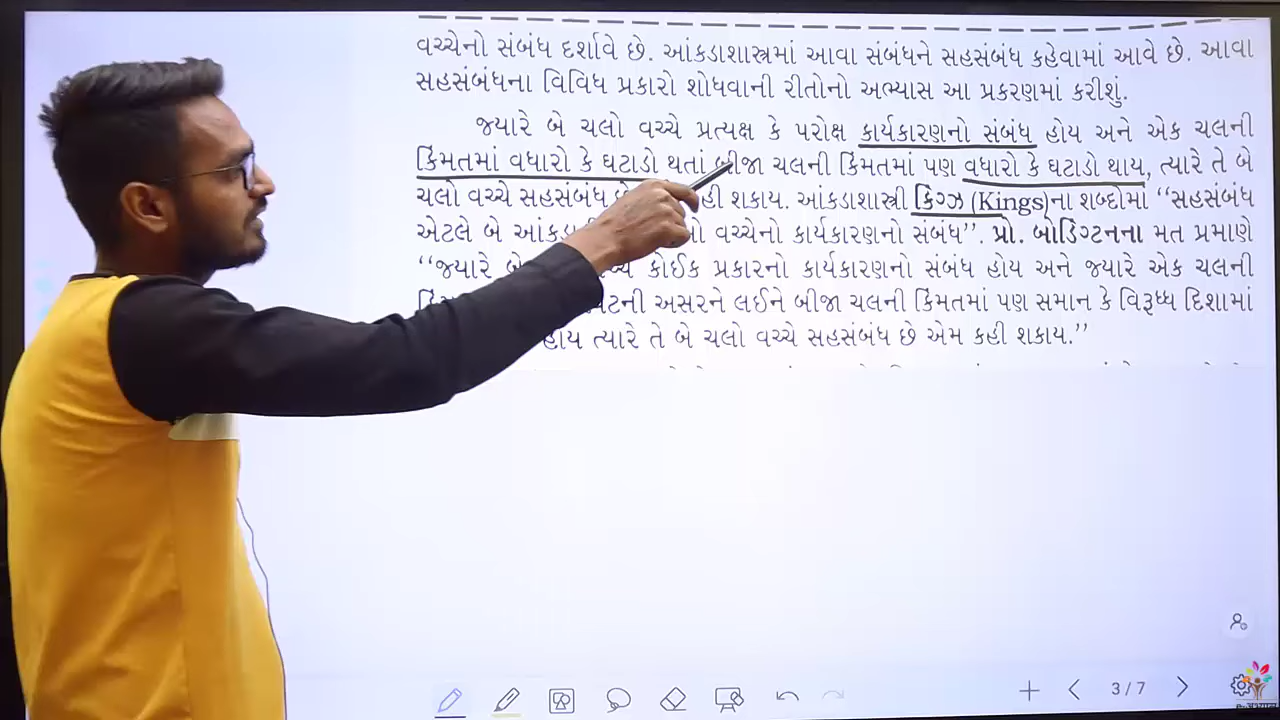 વચ્ચેનો સંબંધ દર્શાવે છે. આંકડાશાસ્ત્રમાં આવા સંબંધને સહસંબંધ કહેવામાં આવે છે. આવા
સહસંબંધના વિવિધ પ્રકારો શોધવાની રીતોનો અભ્યાસ આ પ્રકરણમાં કરીશું.
જ્યારે બે ચલો વચ્ચે પ્રત્યક્ષ કે પરોક્ષ કાર્યકારણનો સંબંધ હોય અને એક ચલની
કિંમતમાં વધારો કે ઘટાડો થતાં બીજા ચલની કિંમતમાં પણ વધારો કે ઘટાડો થાય, ત્યારે તે બે
ચલો વચ્ચે સહસંબંધ શકાય. આંકડાશાસ્ત્રી કિંગ્ઝ (Kings)ના શબ્દોમાં “સહસંબંધ
એટલે બે વચ્ચેનો કાર્યકારણનો સંબંધ”. પ્રો. બોડિંગ્ટનના મત પ્રમાણે
“જ્યારે કોઈક પ્રકારનો કાર્યકારણનો સંબંધ હોય અને જ્યારે એક ચલની
અસરને લઈને બીજા ચલની કિંમતમાં પણ સમાન કે વિરૂધ્ધ દિશામાં
ત્યારે તે બે ચલો વચ્ચે સહસંબંધ છે એમ કહી શકાય.”
3/7